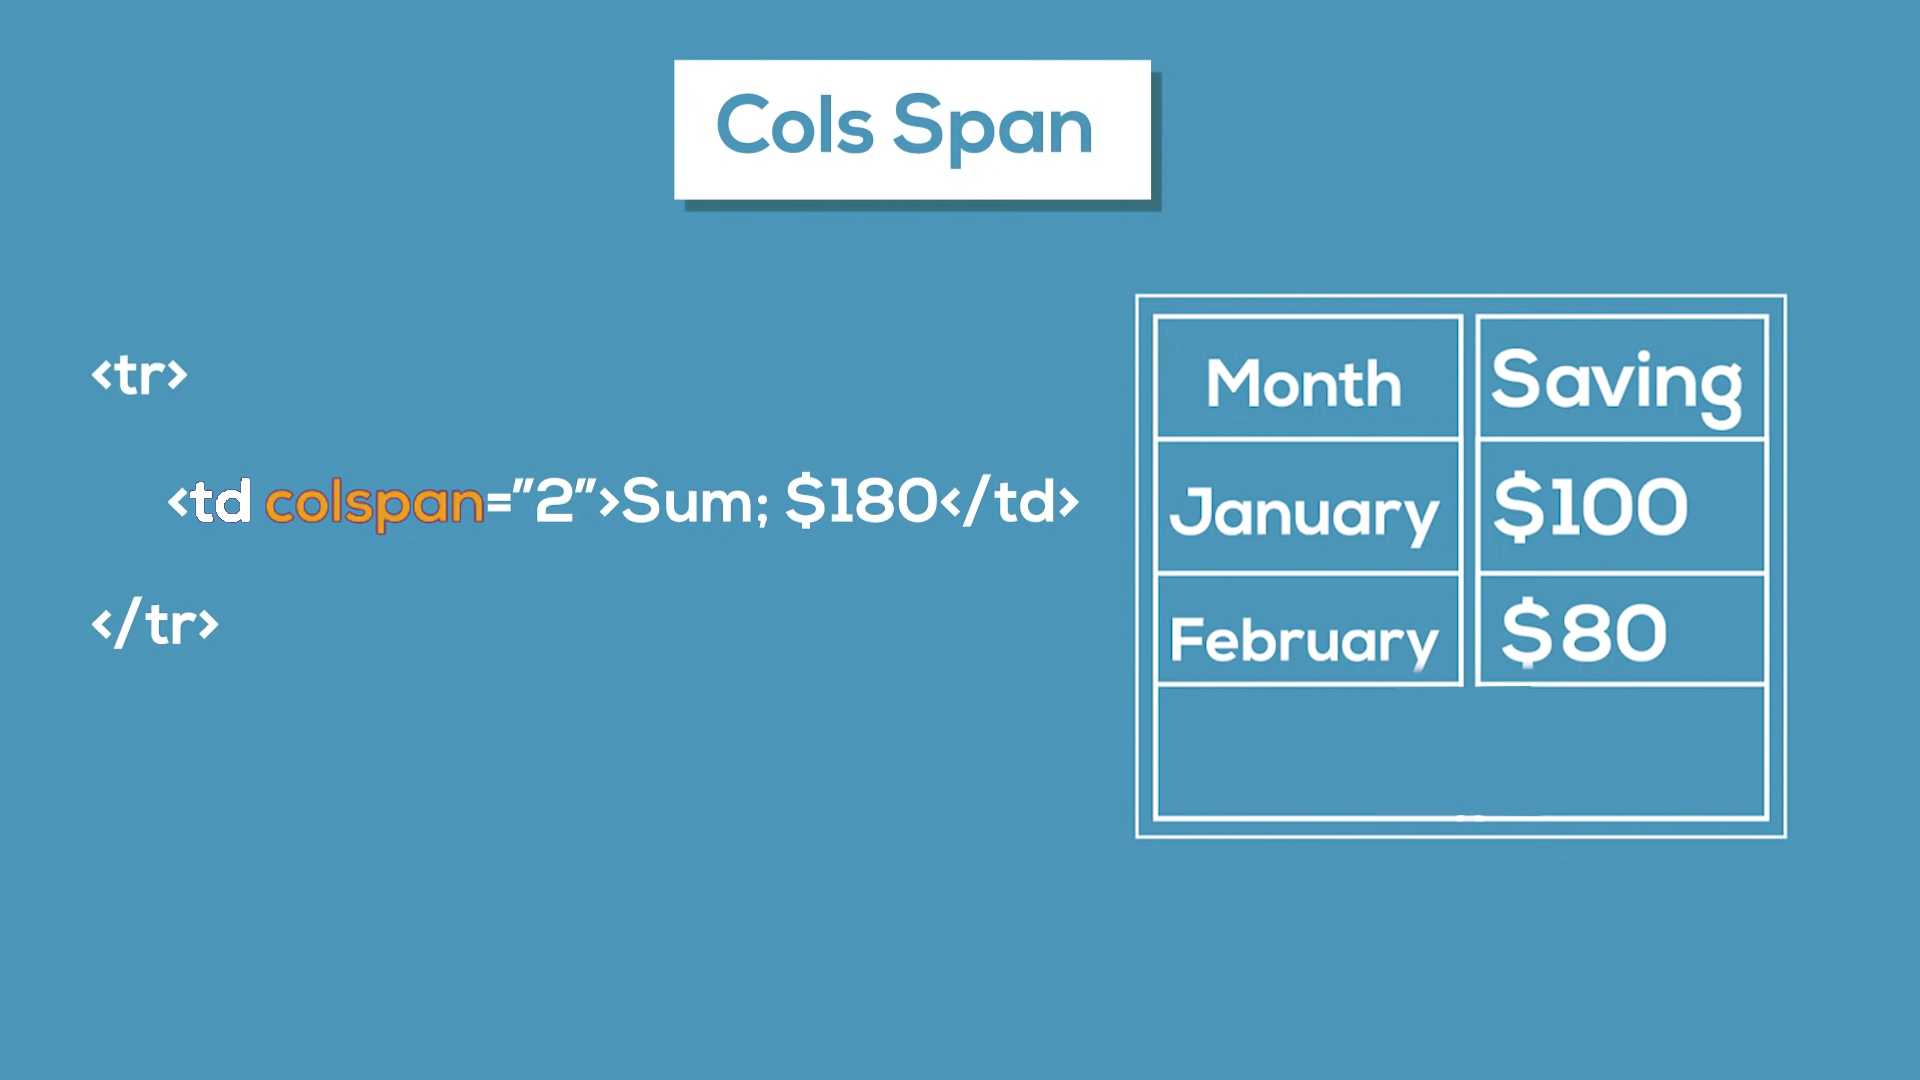 Cols Span
<tr>
<td colspan="2">Sum; $180</td>
</tr>
Month Saving
January $100
February $80